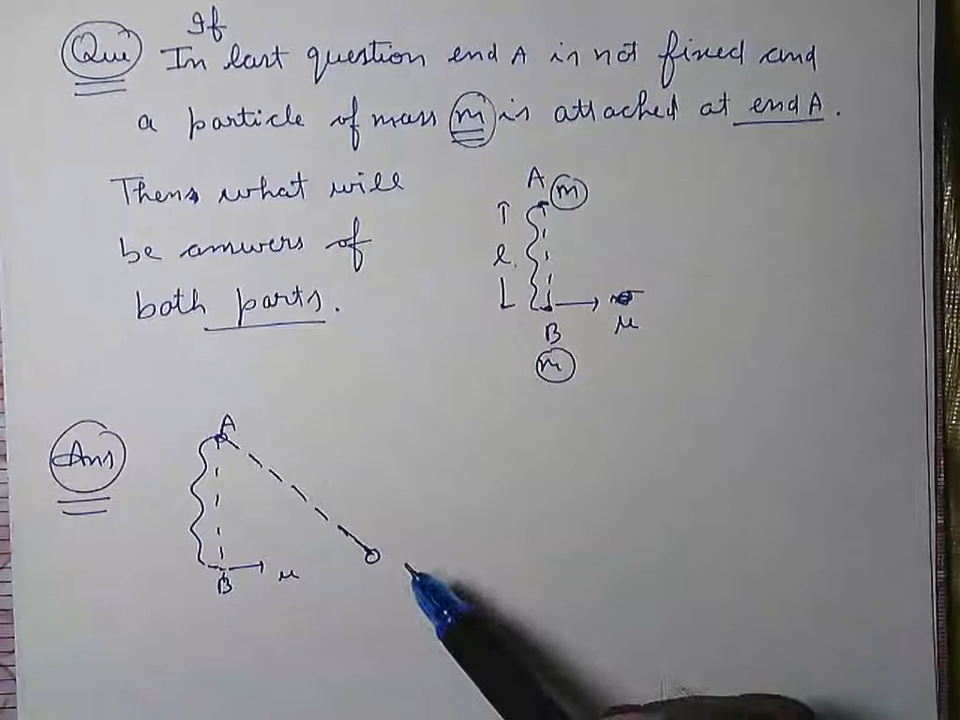 If
Que In last question end A is not fixed and
a particle of mass m is attached at end A.
Then what will
be answers of
both parts.
A m
l
B
u
m
Ans
A
B
u